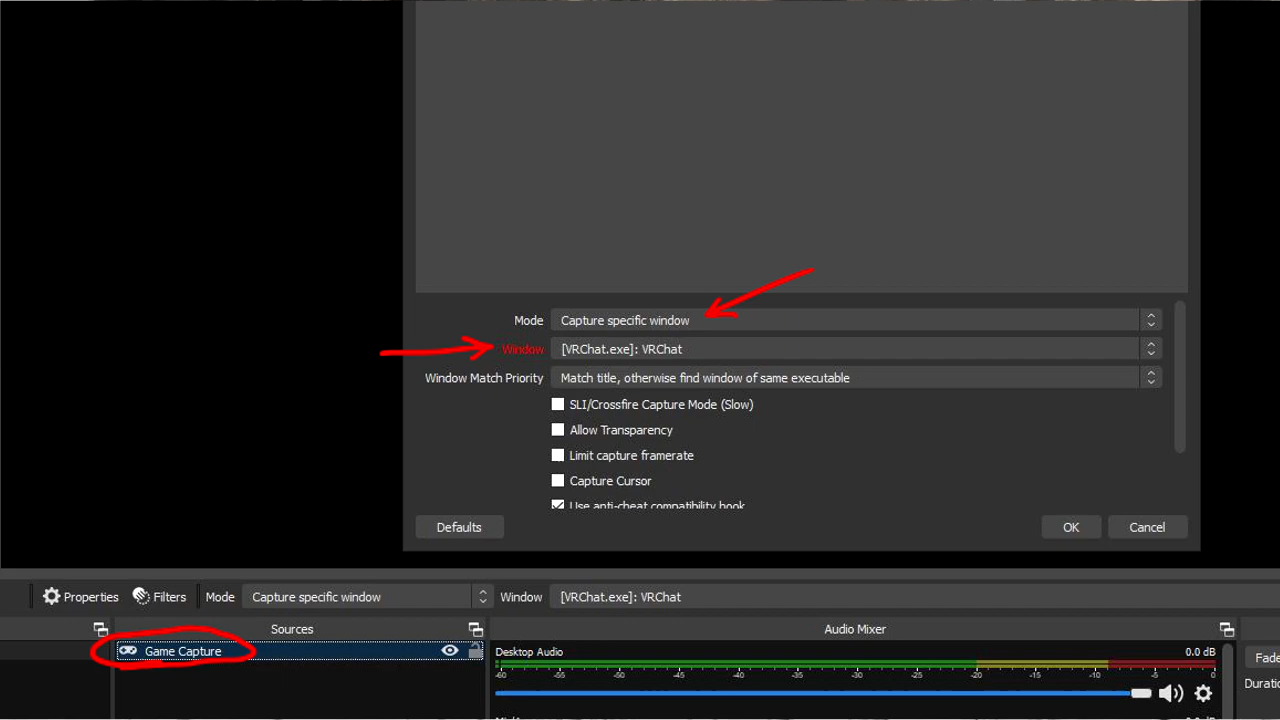 Mode Capture specific window
Window [VRChat.exe]: VRChat
Window Match Priority Match title, otherwise find window of same executable
SLI/Crossfire Capture Mode (Slow)
Allow Transparency
Limit capture framerate
Capture Cursor
Use anti-cheat compatibility hook
Defaults OK Cancel
Properties Filters Mode Capture specific window Window [VRChat.exe]: VRChat
Sources Audio Mixer
Game Capture
Desktop Audio 0.0 dB
-60 -55 -50 -45 -40 -35 -30 -25 -20 -15 -10 -5 0
Fade
Duratio